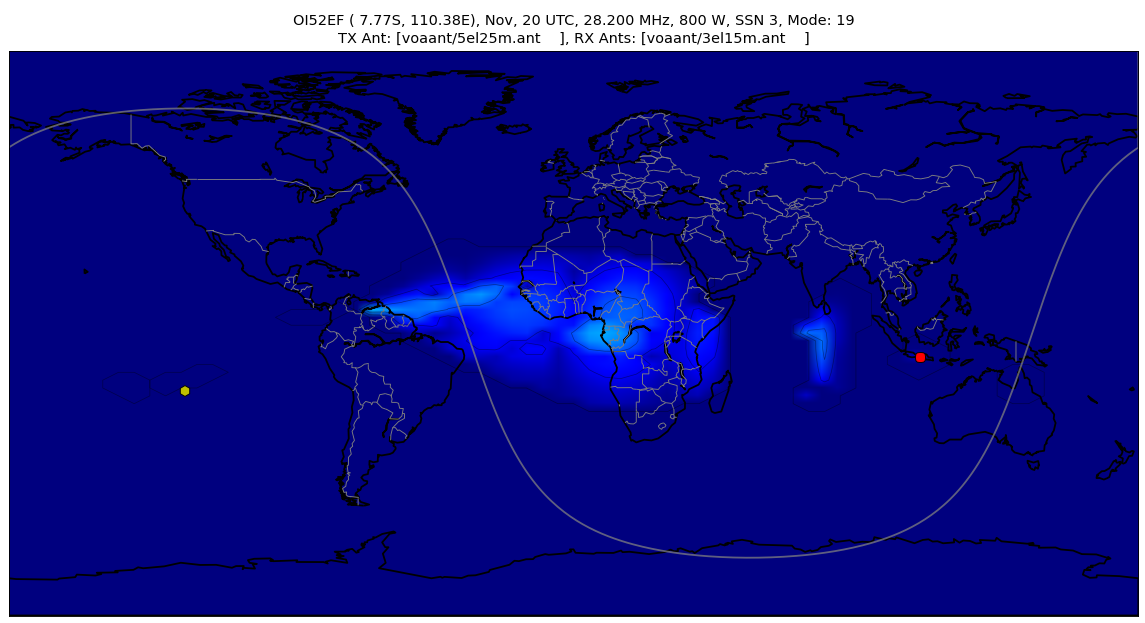 OI52EF ( 7.77S, 110.38E), Nov, 20 UTC, 28.200 MHz, 800 W, SSN 3, Mode: 19
TX Ant: [voaant/5el25m.ant    ], RX Ants: [voaant/3el15m.ant    ]